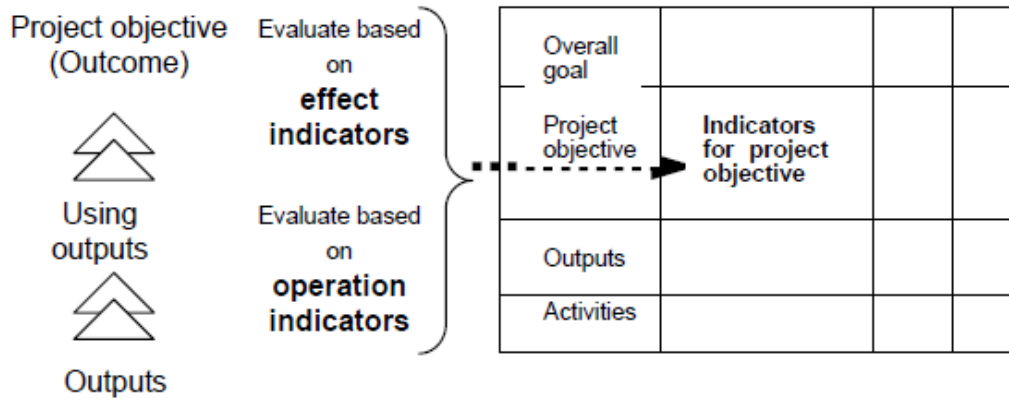 Project objective
(Outcome)
Using
outputs
Outputs
Evaluate based
on
effect
indicators
Evaluate based
on
operation
indicators
Overall
goal
Project
objective
Indicators
for project
objective
Outputs
Activities